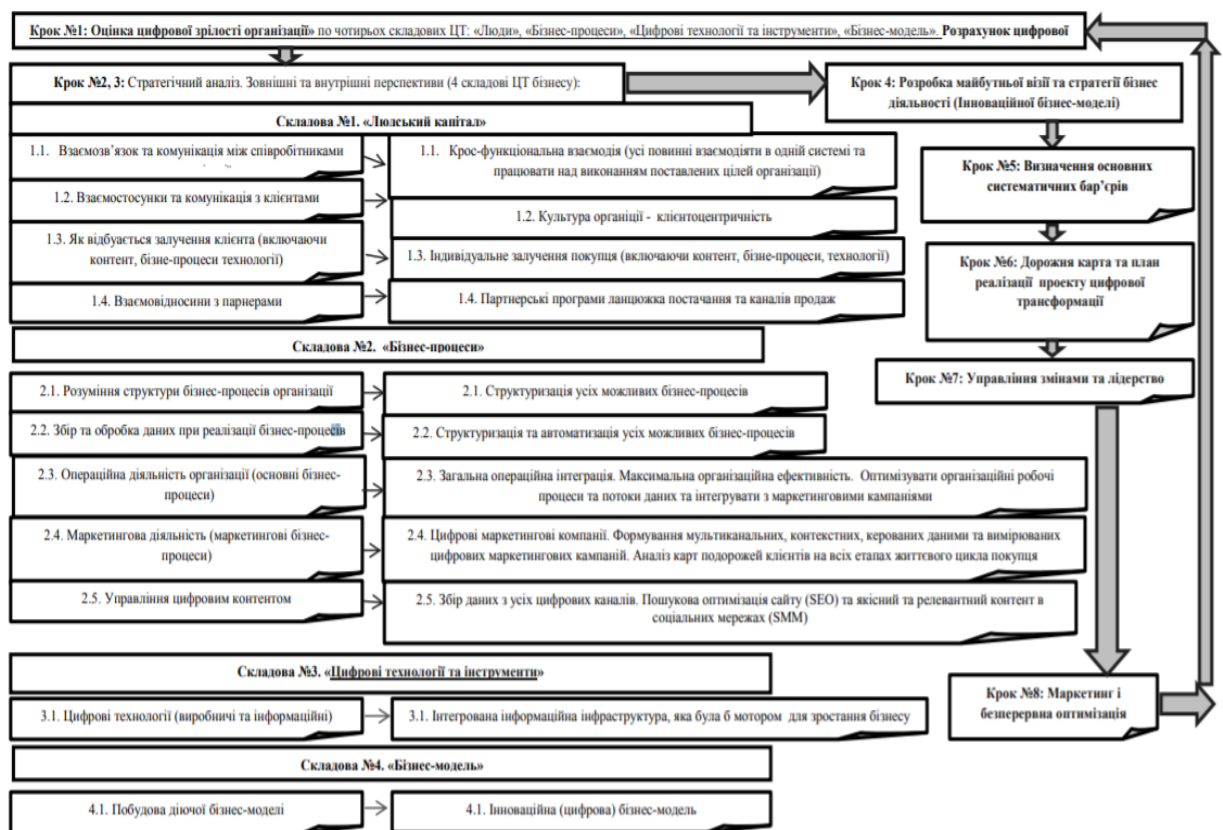 Крок №1: Оцінка цифрової зрілості організації» по чотирьох складових ЦТ: «Люди», «Бізнес-процеси», «Цифрові технології та інструменти», «Бізнес-модель». Розрахунок цифрової
Крок №2, 3: Стратегічний аналіз. Зовнішні та внутрішні перспективи (4 складові ЦТ бізнесу):
Складова №1. «Людський капітал»
1.1. Взаємозв'язок та комунікація між співробітниками
1.1. Крос-функціональна взаємодія (усі повинні взаємодіяти в одній системі та
працювати над виконанням поставлених цілей організації)
1.2. Взаємостосунки та комунікація з клієнтами
1.2. Культура органіції - клієнтоцентричність
1.3. Як відбуається залучення клієнта (включаючи
контент, бізне-процеси технології)
1.3. Індивідуальне залучення покупця (включаючи контент, бізне-процеси, технології)
1.4. Взаємовідносини з парнерами
1.4. Партнерські програми ланцюжка постачання та каналів продаж
Складова №2. «Бізнес-процеси»
2.1. Розуміння структури бізнес-процесів організації
2.1. Структуризація усіх можливих бізнес-процесів
2.2. Збір та обробка даних при реалізації бізнес-процесів
2.2. Структуризація та автоматизація усіх можливих бізнес-процесів
2.3. Операційна діяльність організації (основні бізнес-
процеси)
2.3. Загальна операційна інтеграція. Максимальна організаційна ефективність. Оптимізувати організаційні робочі
процеси та потоки даних та інтегрувати з маркетинговими кампаніями
2.4. Маркетингова діяльність (маркетингові бізнес-
процеси)
2.4. Цифрові маркетингові компанії. Формування мультиканальних, контекстних, керованих даними та вимірюваних
цифрових маркетингових кампаній. Аналіз карт подорожей клієнтів на всіх етапах життєвого цикла покупця
2.5. Управління цифровим контентом
2.5. Збір даних з усіх цифрових каналів. Пошукова оптимізація сайту (SEO) та якісний та релевантний контент в
соціальних мережах (SMM)
Складова №3. «Цифрові технології та інструменти»
3.1. Цифрові технології (виробничі та інформаційні)
3.1. Інтегрована інформаційна інфраструктура, яка була б мотором для зростання бізнесу
Складова №4. «Бізнес-модель»
4.1. Побудова діючої бізнес-моделі
4.1. Інноваційна (цифрова) бізнес-модель
Крок 4: Розробка майбутньої візії та стратегії бізнес
діяльності (Інноваційної бізнес-моделі)
Крок №5: Визначення основних
систематичних бар'єрів
Крок №6: Дорожня карта та план
реалізації проекту цифрової
трансформації
Крок №7: Управління змінами та лідерство
Крок №8: Маркетинг і
безперервна оптимізація